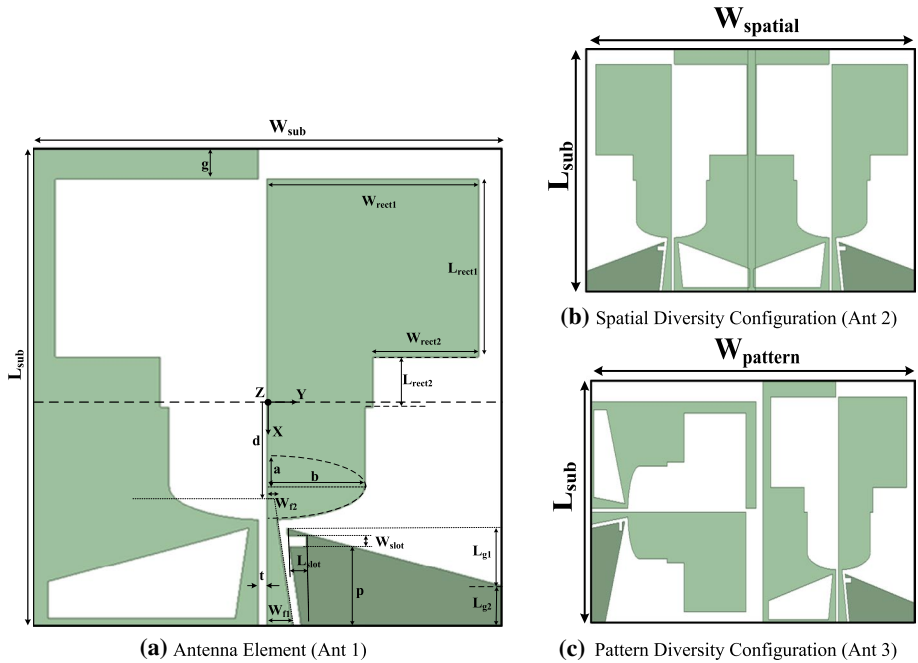 W_sub
g
W_rect1
L_rect1
W_rect2
L_rect2
L_sub
Z
Y
X
d
a
b
W_f2
W_slot
L_slot
L_g1
t
p
W_f1
L_g2
(a) Antenna Element (Ant 1)
W_spatial
L_sub
(b) Spatial Diversity Configuration (Ant 2)
W_pattern
L_sub
(c) Pattern Diversity Configuration (Ant 3)